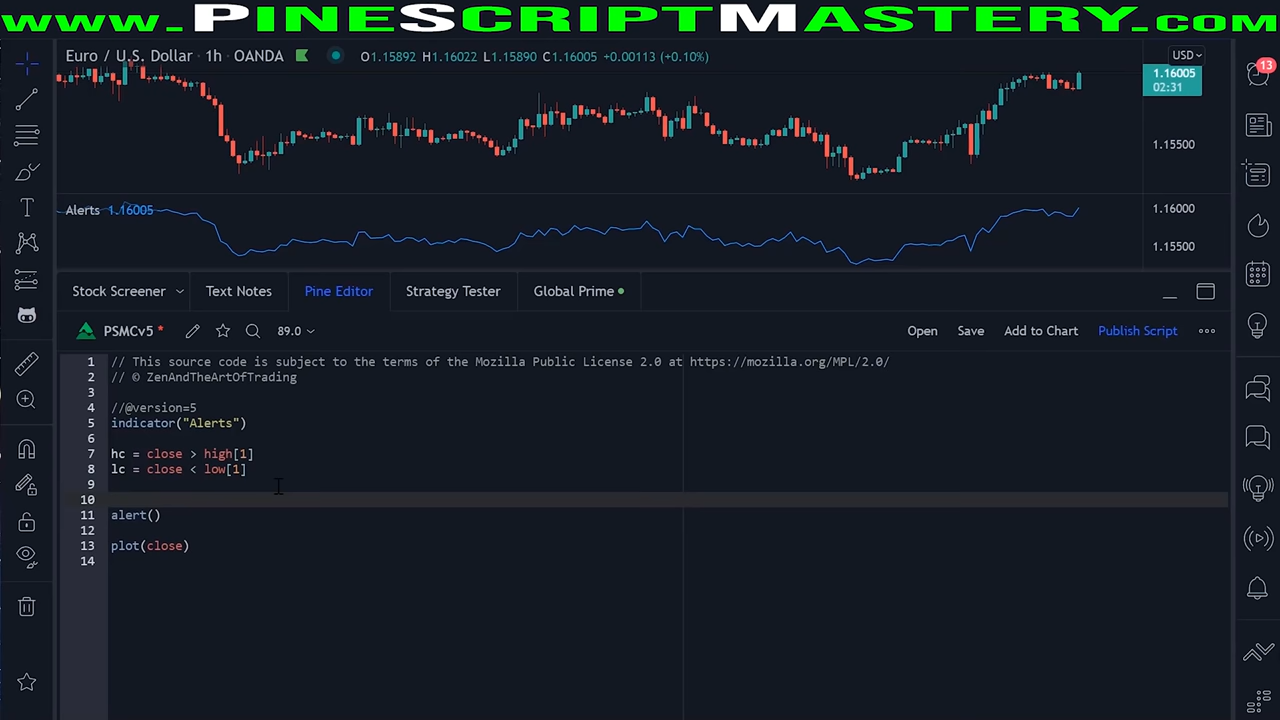 www.PineScriptMastery.com
Euro / U.S. Dollar · 1h · OANDA O1.15892 H1.16022 L1.15890 C1.16005 +0.00113 (+0.10%)
USD
13
1.16005
02:31
1.15500
Alerts 1.16005
1.16000
1.15500
Stock Screener Text Notes Pine Editor Strategy Tester Global Prime
PSMCv5 * 89.0 Open Save Add to Chart Publish Script
1 // This source code is subject to the terms of the Mozilla Public License 2.0 at https://mozilla.org/MPL/2.0/
2 // © ZenAndTheArtOfTrading
3
4 //@version=5
5 indicator("Alerts")
6
7 hc = close > high[1]
8 lc = close < low[1]
9
10
11 alert()
12
13 plot(close)
14